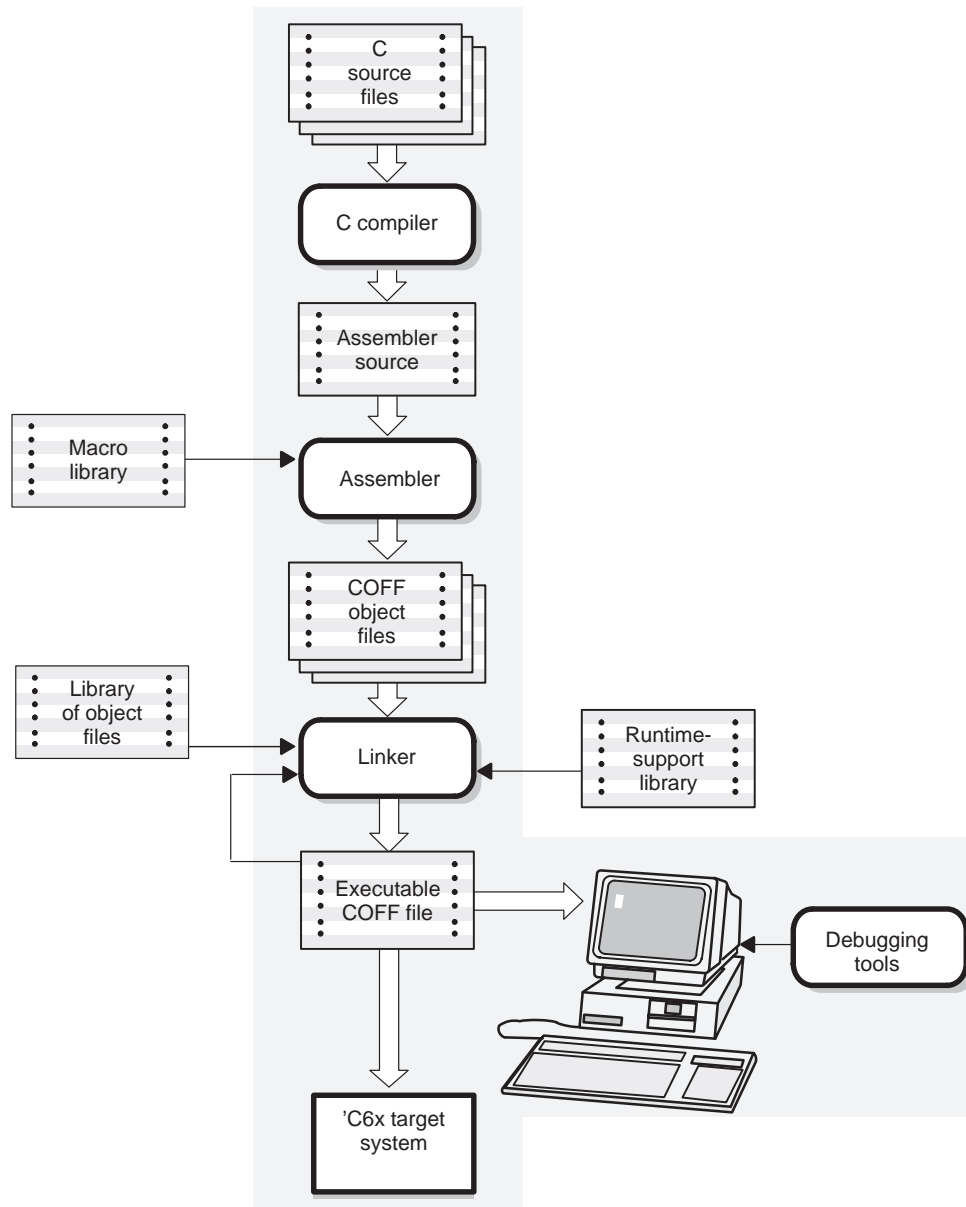 C
source
files
C compiler
Assembler
source
Macro
library
Assembler
COFF
object
files
Library
of object
files
Linker
Runtime-
support
library
Executable
COFF file
Debugging
tools
’C6x target
system